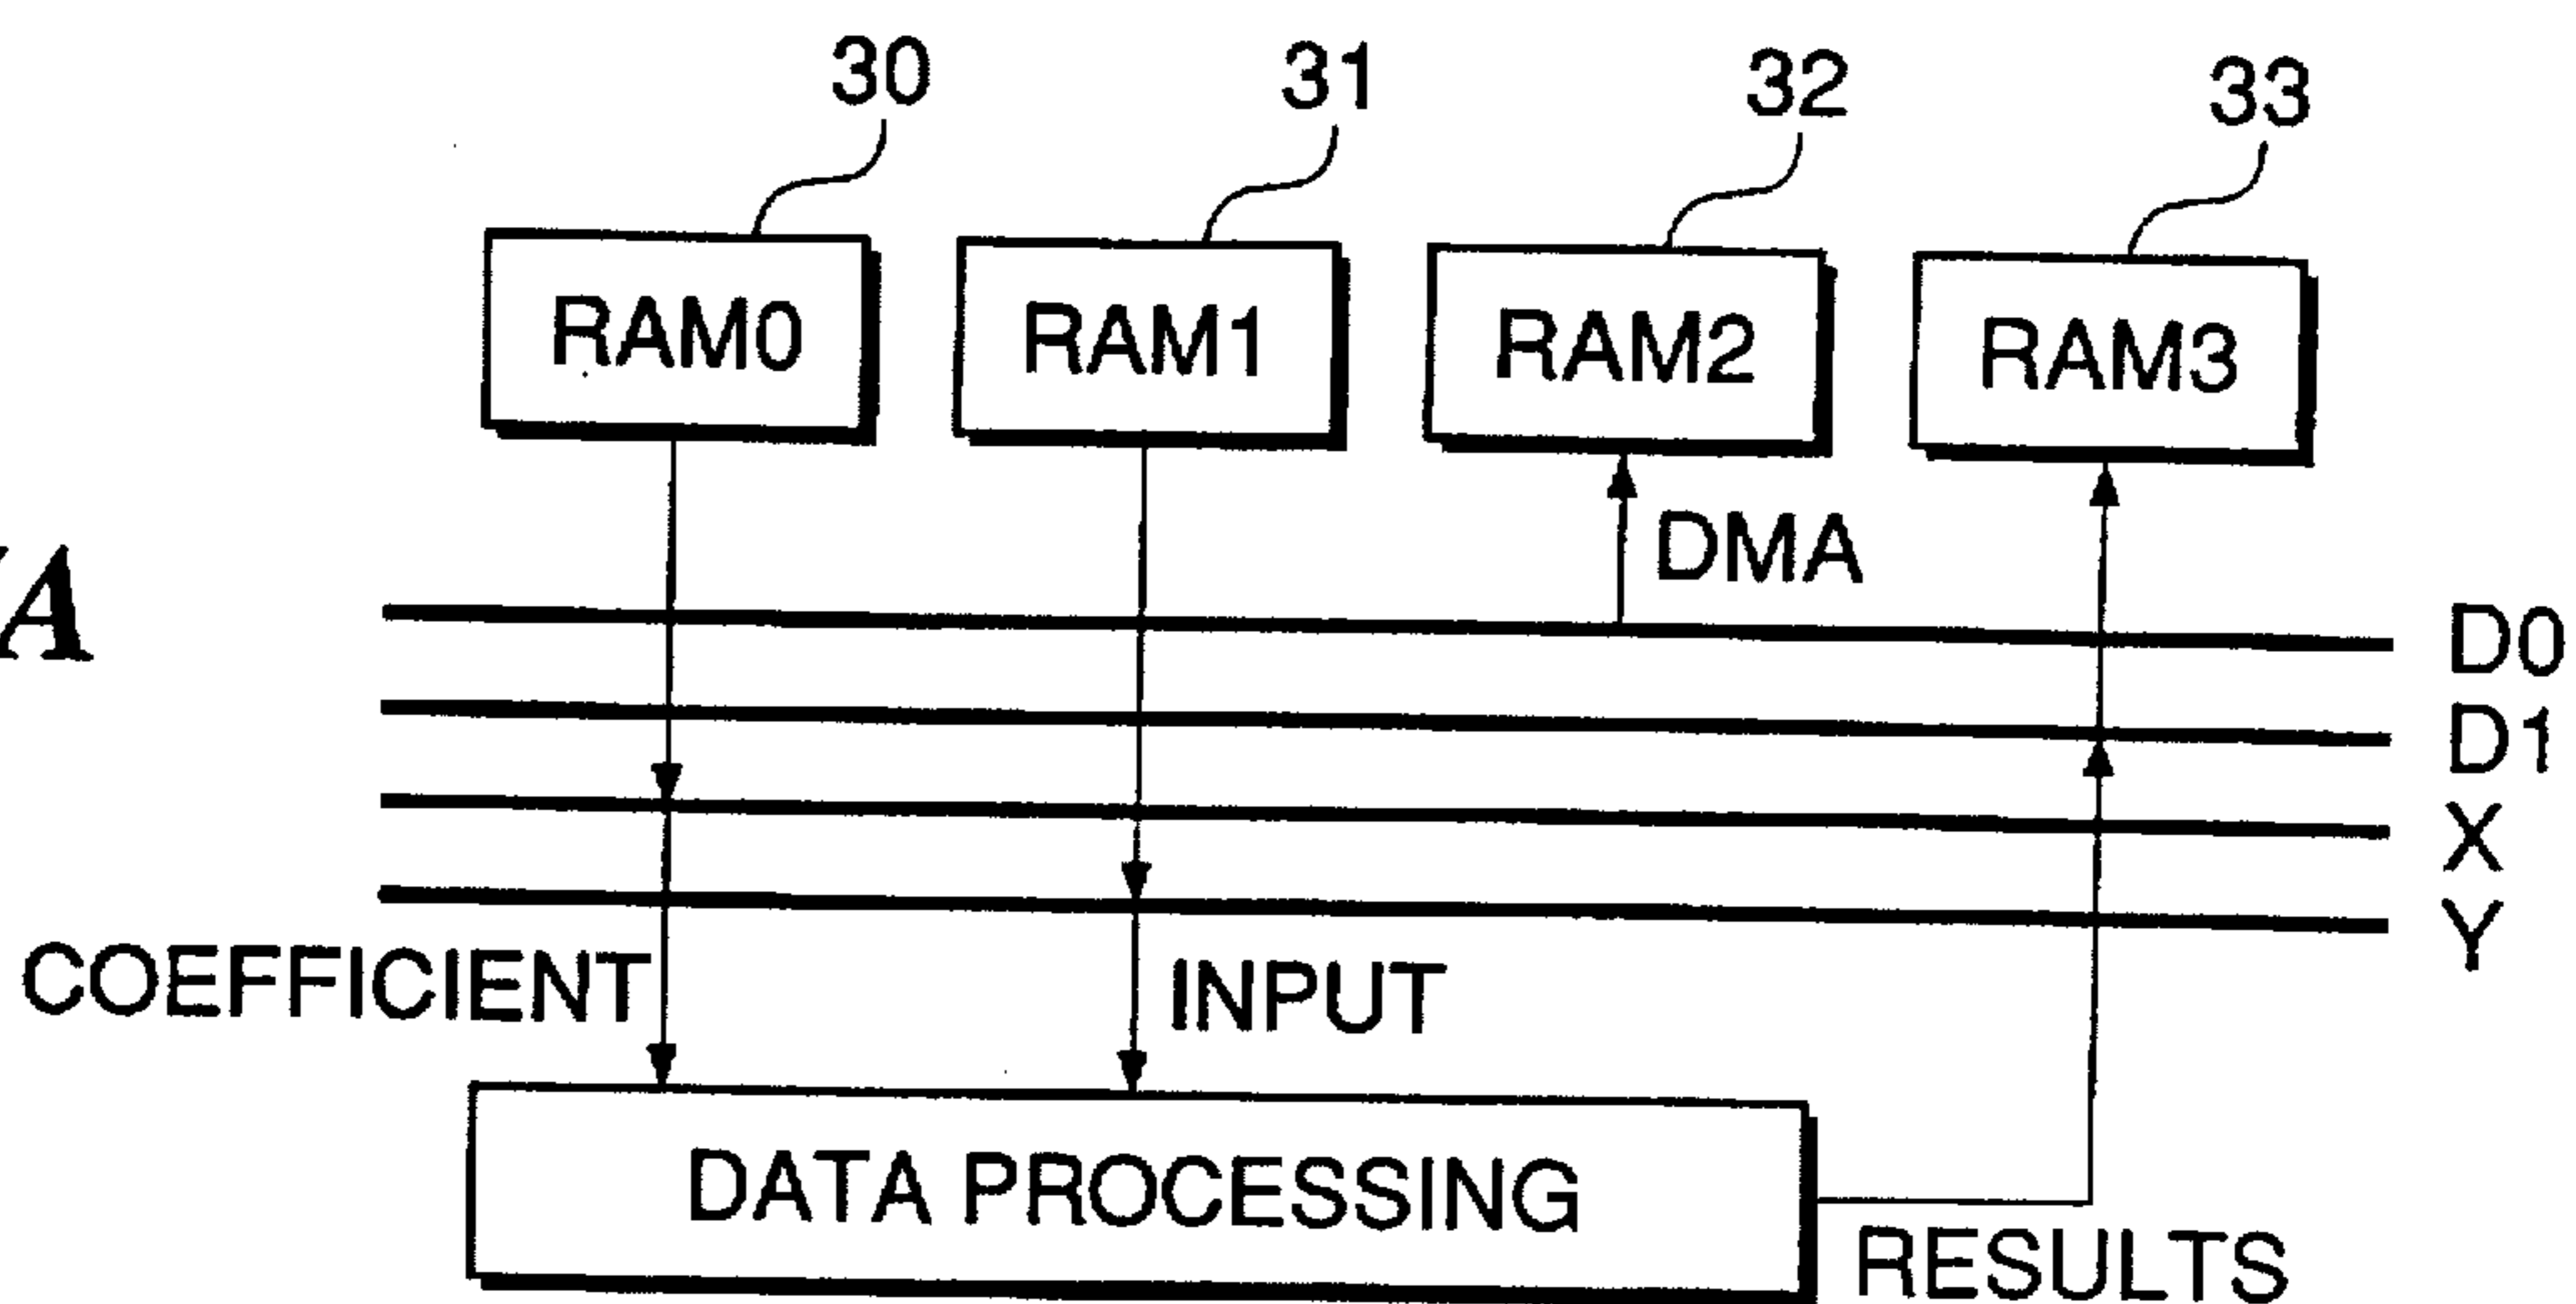 30 31 32 33
RAM0 RAM1 RAM2 RAM3
DMA
D0
D1
X
Y
COEFFICIENT INPUT
DATA PROCESSING
RESULTS